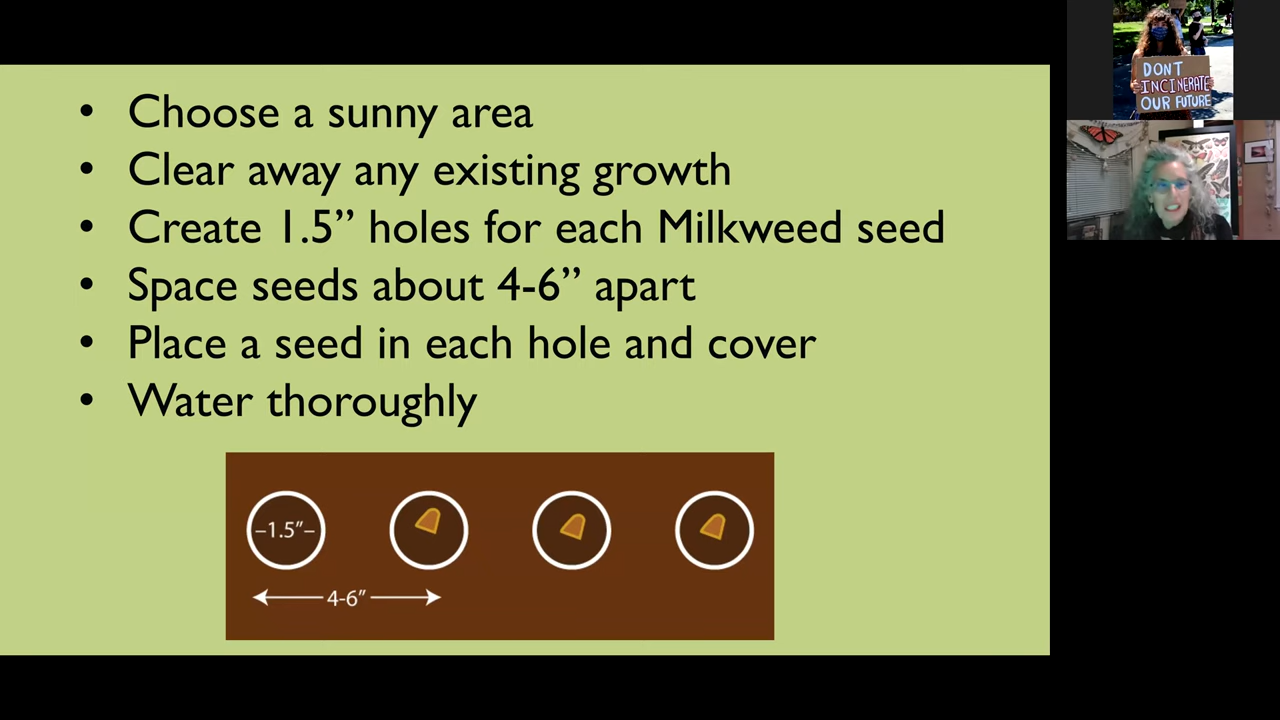 • Choose a sunny area
• Clear away any existing growth
• Create 1.5” holes for each Milkweed seed
• Space seeds about 4-6” apart
• Place a seed in each hole and cover
• Water thoroughly
–1.5”–
4-6”
DONT
INCINERATE
OUR FUTURE